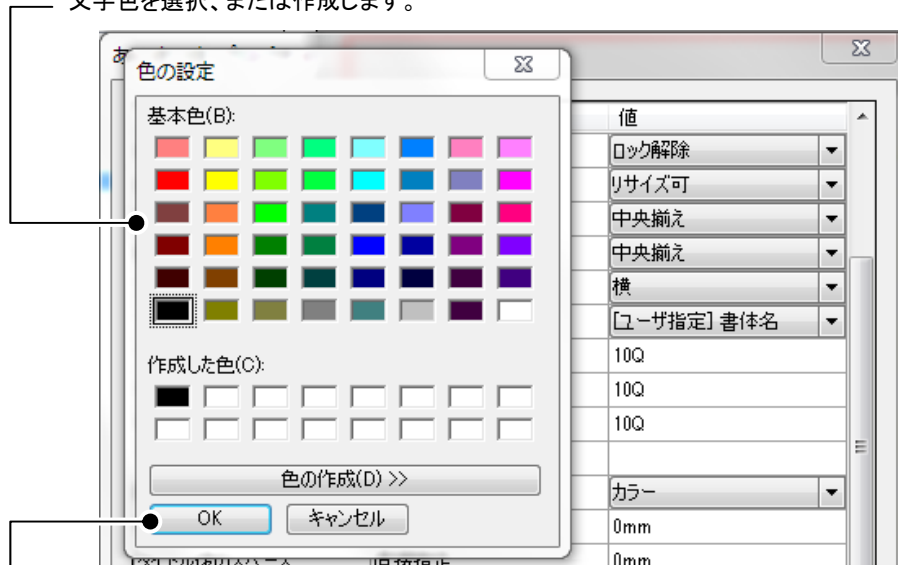 文字色を選択、または作成します。
色の設定
基本色(B):
作成した色(C):
色の作成(D) >>
OK
キャンセル
値
ロック解除
リサイズ可
中央揃え
中央揃え
横
[ユーザ指定] 書体名
10Q
10Q
10Q
カラー
0mm
0mm